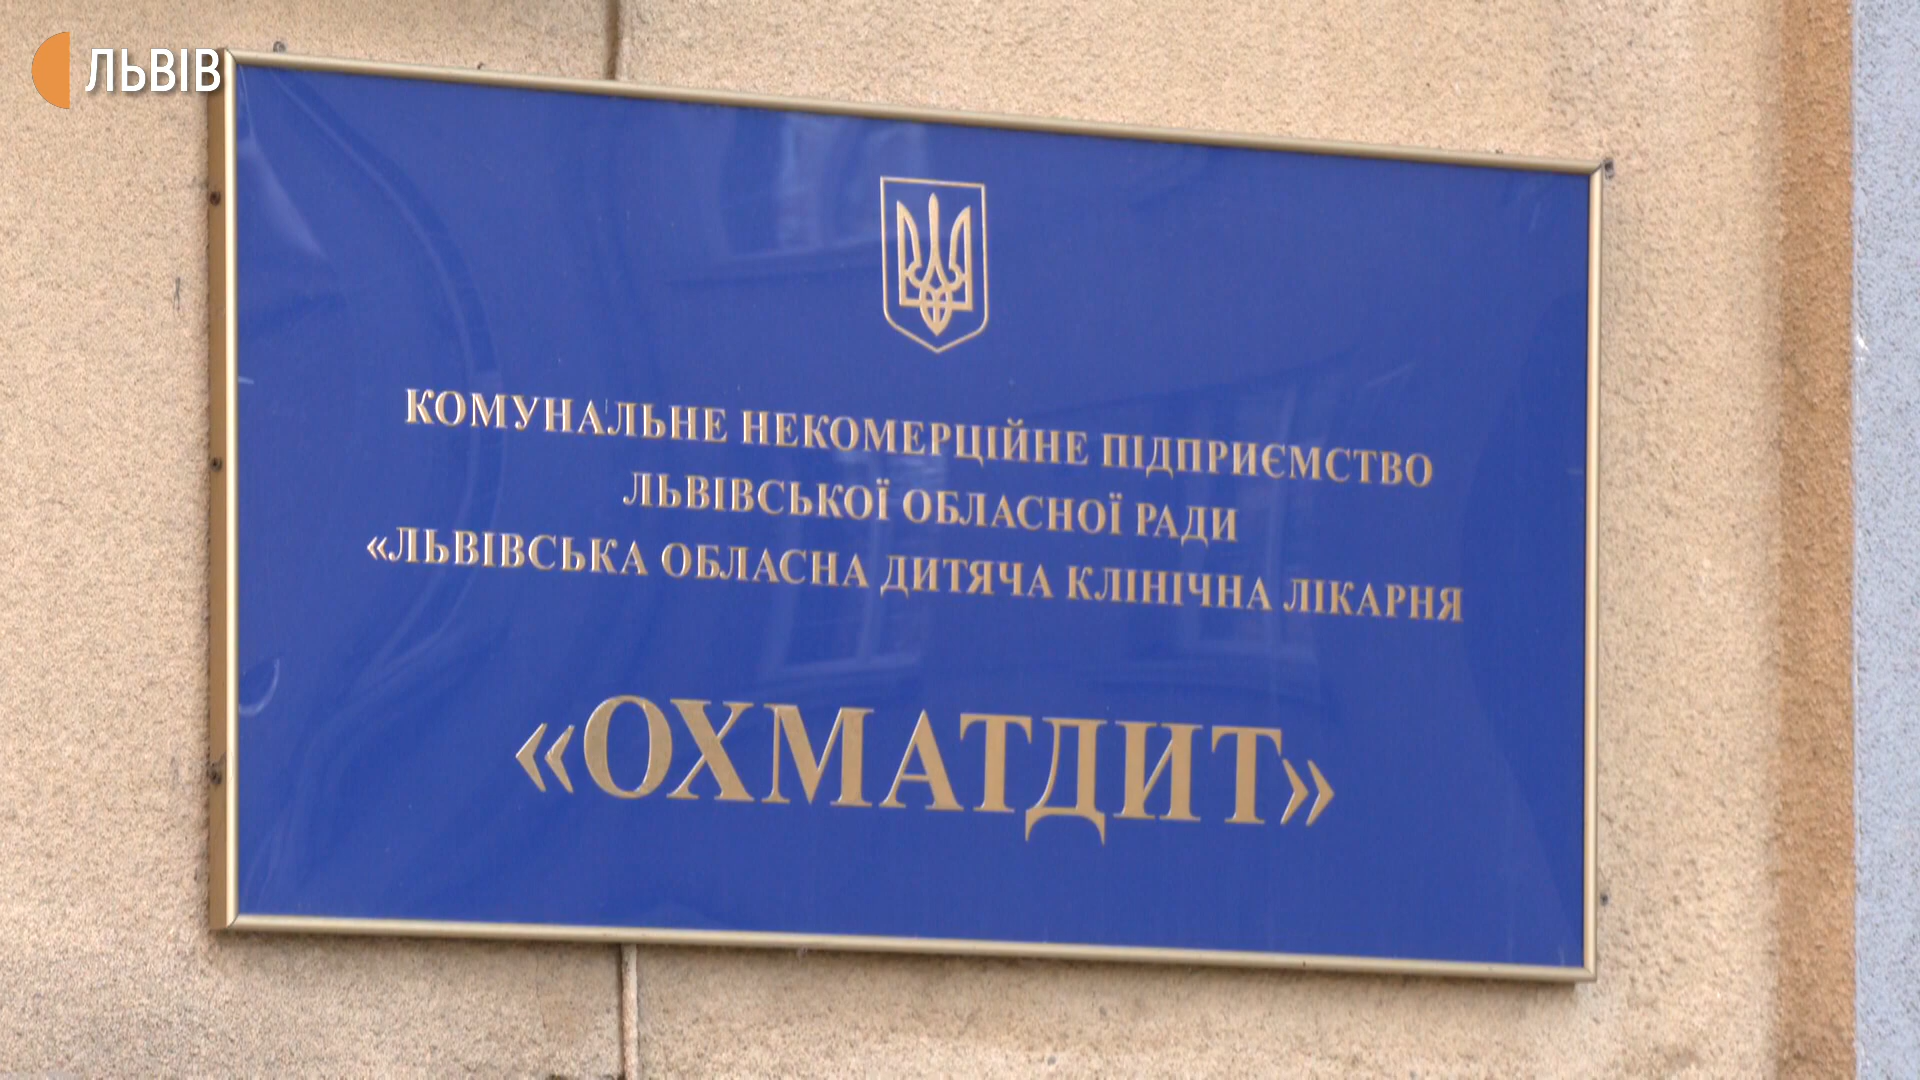 ЛЬВІВ
КОМУНАЛЬНЕ НЕКОМЕРЦІЙНЕ ПІДПРИЄМСТВО
ЛЬВІВСЬКОЇ ОБЛАСНОЇ РАДИ
«ЛЬВІВСЬКА ОБЛАСНА ДИТЯЧА КЛІНІЧНА ЛІКАРНЯ
«ОХМАТДИТ»